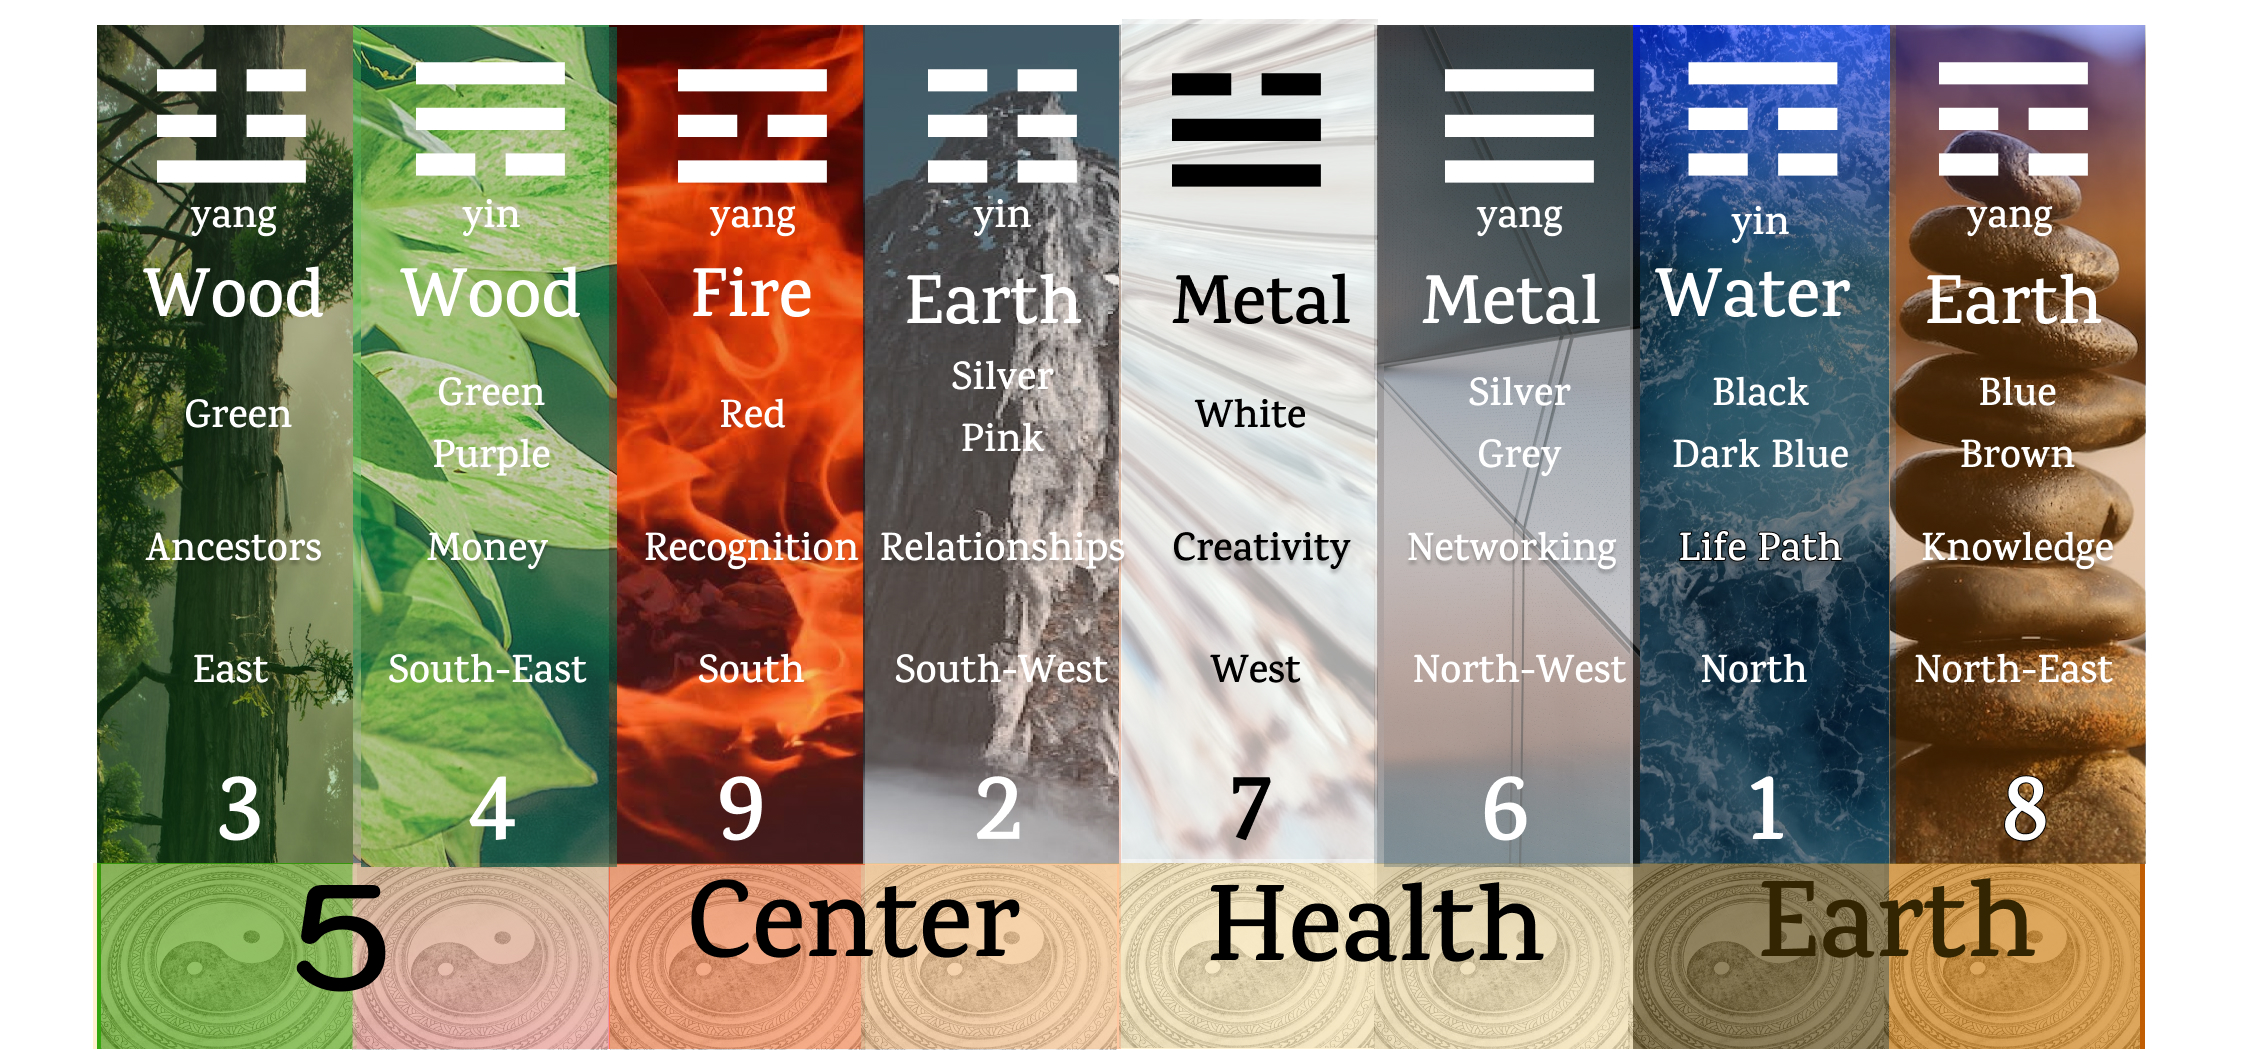 yang
Wood
Green
Ancestors
East
3
yin
Wood
Green
Purple
Money
South-East
4
yang
Fire
Red
Recognition
South
9
yin
Earth
Silver
Pink
Relationships
South-West
2
Metal
White
Creativity
West
7
yang
Metal
Silver
Grey
Networking
North-West
6
yin
Water
Black
Dark Blue
Life Path
North
1
yang
Earth
Blue
Brown
Knowledge
North-East
8
5 Center Health Earth